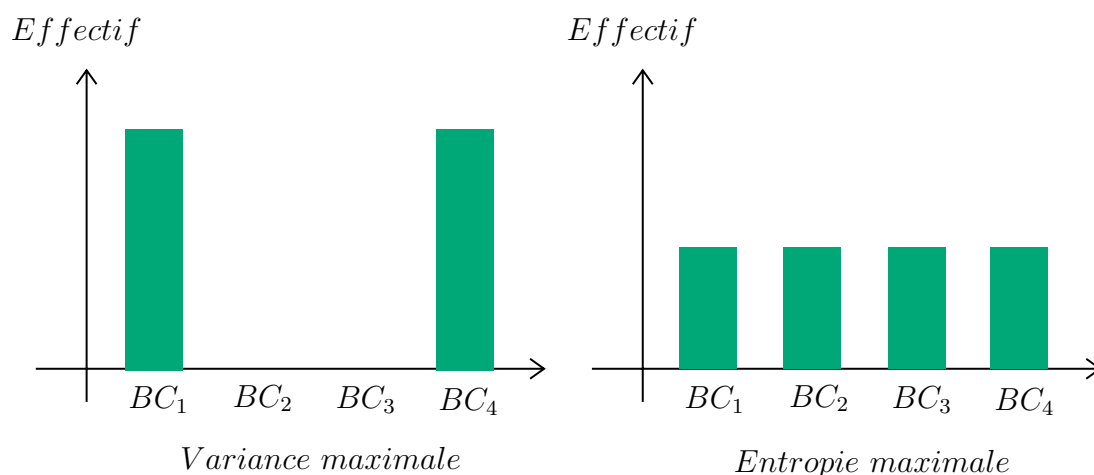 Effectif
BC₁ BC₂ BC₃ BC₄
Variance maximale
Effectif
BC₁ BC₂ BC₃ BC₄
Entropie maximale